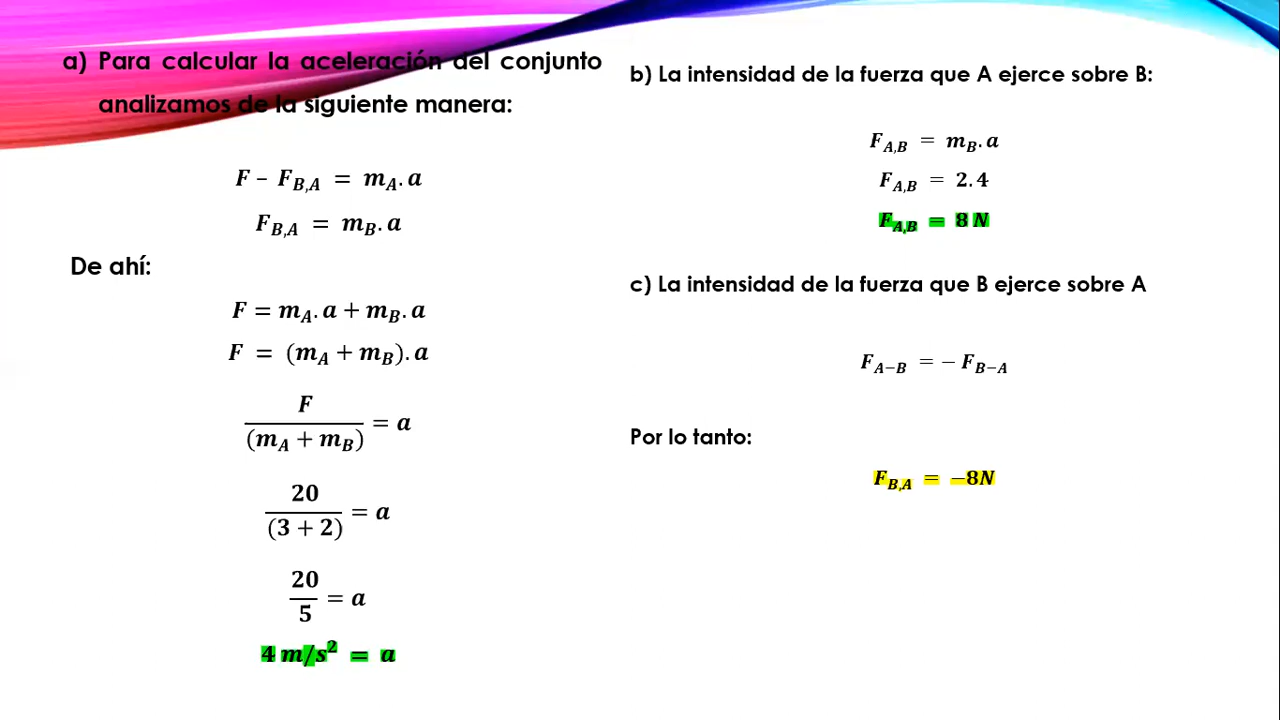 a) Para calcular la aceleración del conjunto
analizamos de la siguiente manera:
F – F_{B,A} = m_A. a
F_{B,A} = m_B. a
De ahí:
F = m_A. a + m_B. a
F = (m_A + m_B). a
F
/(m_A + m_B) = a
20
/(3 + 2) = a
20
/5 = a
4 m/s² = a
b) La intensidad de la fuerza que A ejerce sobre B:
F_{A,B} = m_B. a
F_{A,B} = 2. 4
F_{A,B} = 8 N
c) La intensidad de la fuerza que B ejerce sobre A
F_{A−B} = − F_{B−A}
Por lo tanto:
F_{B,A} = −8N